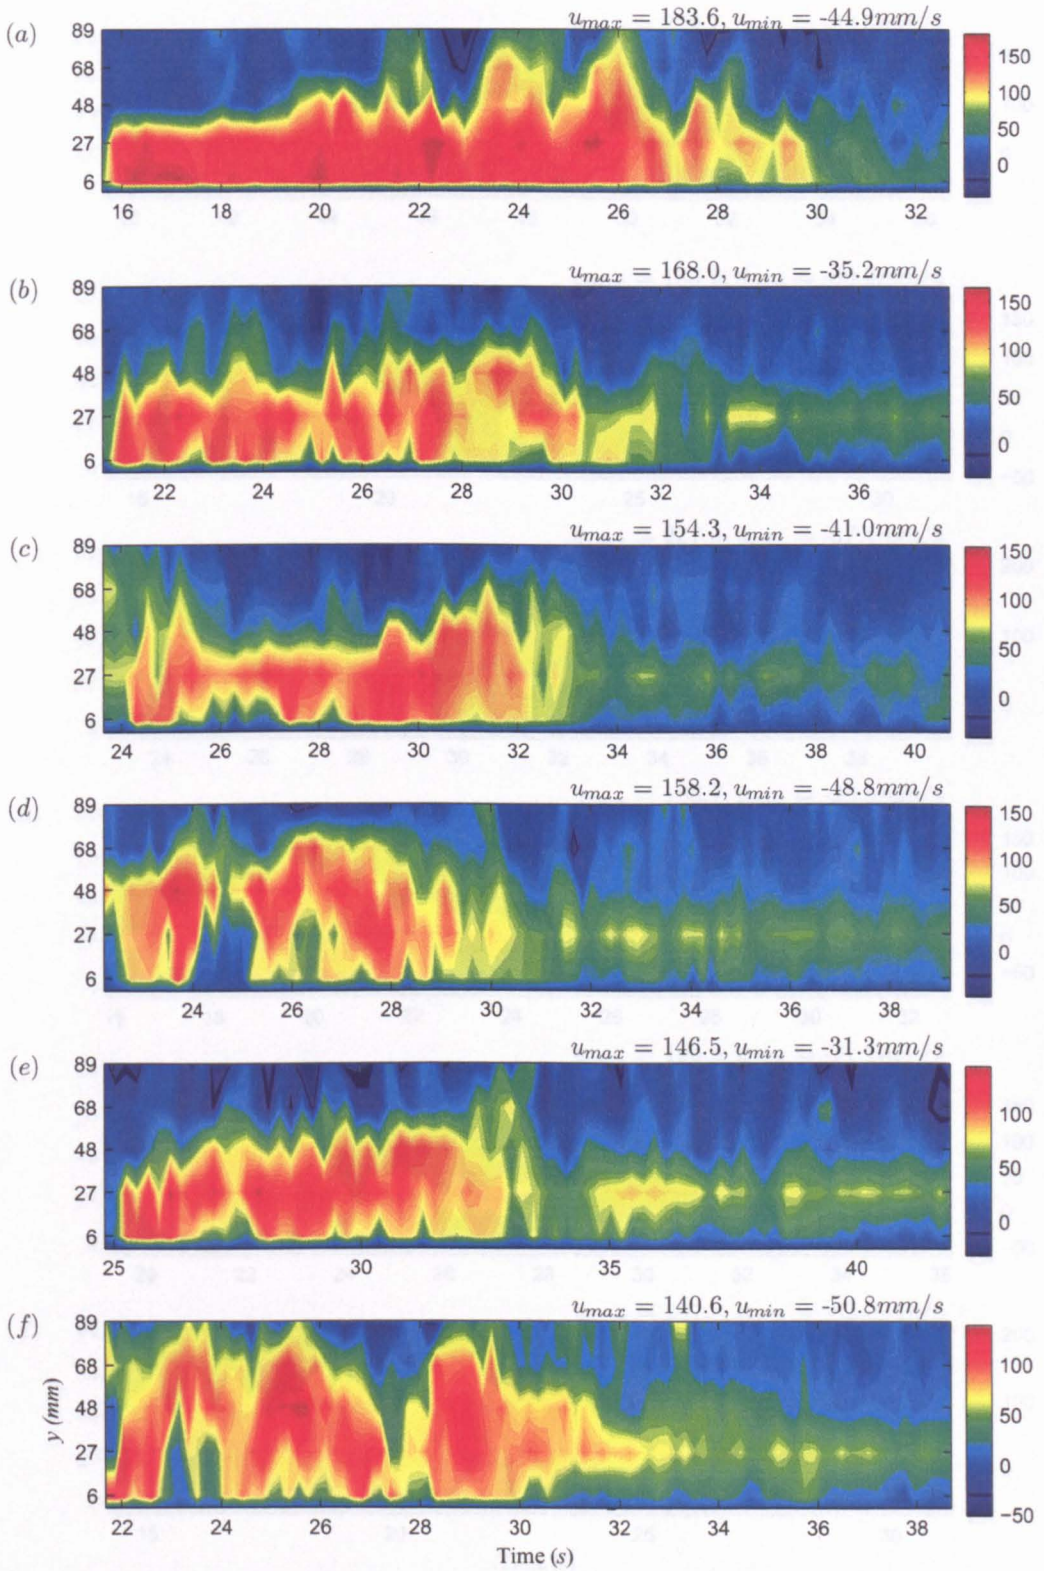 (a)
u_max = 183.6, u_min = -44.9mm/s
89
68
48
27
6
16 18 20 22 24 26 28 30 32
150
100
50
0
(b)
u_max = 168.0, u_min = -35.2mm/s
89
68
48
27
6
22 24 26 28 30 32 34 36
150
100
50
0
(c)
u_max = 154.3, u_min = -41.0mm/s
89
68
48
27
6
24 26 28 30 32 34 36 38 40
150
100
50
0
(d)
u_max = 158.2, u_min = -48.8mm/s
89
68
48
27
6
24 26 28 30 32 34 36 38
150
100
50
0
(e)
u_max = 146.5, u_min = -31.3mm/s
89
68
48
27
6
25 30 35 40
100
50
0
(f)
u_max = 140.6, u_min = -50.8mm/s
89
68
48
27
6
y (mm)
22 24 26 28 30 32 34 36 38
Time (s)
100
50
0
−50